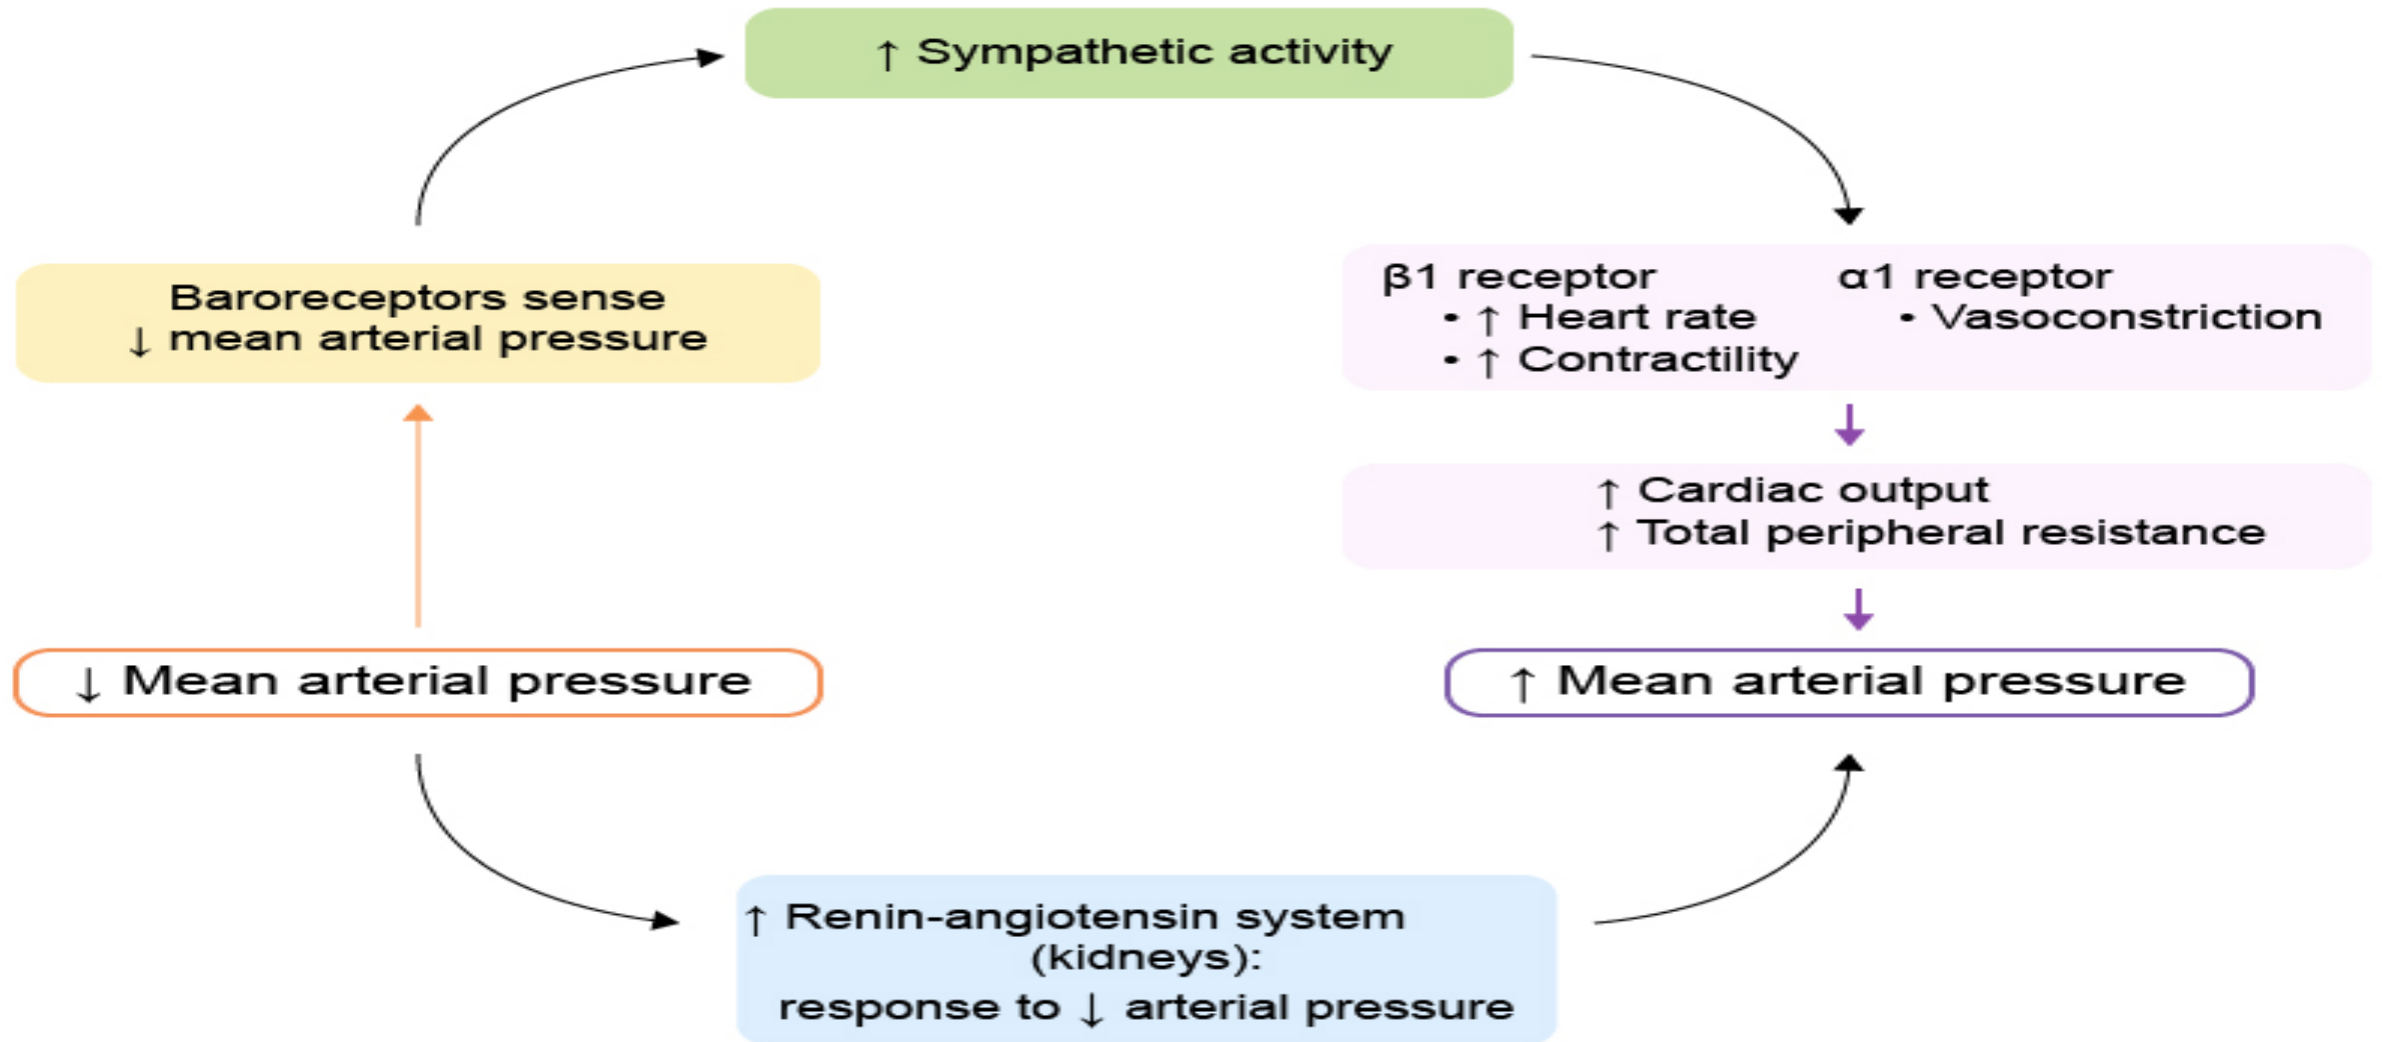 ↑ Sympathetic activity
Baroreceptors sense
↓ mean arterial pressure
β1 receptor
• ↑ Heart rate
• ↑ Contractility
α1 receptor
• Vasoconstriction
↑ Cardiac output
↑ Total peripheral resistance
↓ Mean arterial pressure
↑ Mean arterial pressure
↑ Renin-angiotensin system
(kidneys):
response to ↓ arterial pressure